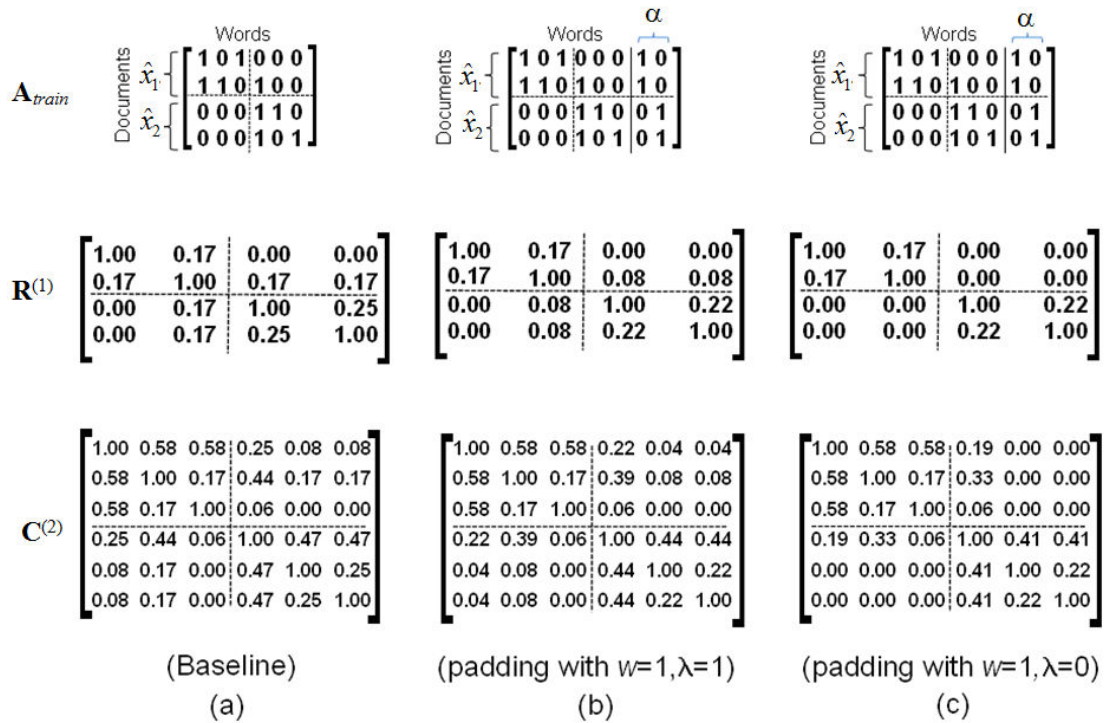 Words
Documents
x̂1
x̂2
1 0 1 0 0 0
1 1 0 1 0 0
0 0 0 1 1 0
0 0 0 1 0 1
Words
α
Documents
x̂1
x̂2
1 0 1 0 0 0 1 0
1 1 0 1 0 0 1 0
0 0 0 1 1 0 0 1
0 0 0 1 0 1 0 1
Words
α
Documents
x̂1
x̂2
1 0 1 0 0 0 1 0
1 1 0 1 0 0 1 0
0 0 0 1 1 0 0 1
0 0 0 1 0 1 0 1
Atrain
R(1)
1.00 0.17 0.00 0.00
0.17 1.00 0.17 0.17
0.00 0.17 1.00 0.25
0.00 0.17 0.25 1.00
1.00 0.17 0.00 0.00
0.17 1.00 0.08 0.08
0.00 0.08 1.00 0.22
0.00 0.08 0.22 1.00
1.00 0.17 0.00 0.00
0.17 1.00 0.00 0.00
0.00 0.00 1.00 0.22
0.00 0.00 0.22 1.00
C(2)
1.00 0.58 0.58 0.25 0.08 0.08
0.58 1.00 0.17 0.44 0.17 0.17
0.58 0.17 1.00 0.06 0.00 0.00
0.25 0.44 0.06 1.00 0.47 0.47
0.08 0.17 0.00 0.47 1.00 0.25
0.08 0.17 0.00 0.47 0.25 1.00
1.00 0.58 0.58 0.22 0.04 0.04
0.58 1.00 0.17 0.39 0.08 0.08
0.58 0.17 1.00 0.06 0.00 0.00
0.22 0.39 0.06 1.00 0.44 0.44
0.04 0.08 0.00 0.44 1.00 0.22
0.04 0.08 0.00 0.44 0.22 1.00
1.00 0.58 0.58 0.19 0.00 0.00
0.58 1.00 0.17 0.33 0.00 0.00
0.58 0.17 1.00 0.06 0.00 0.00
0.19 0.33 0.06 1.00 0.41 0.41
0.00 0.00 0.00 0.41 1.00 0.22
0.00 0.00 0.00 0.41 0.22 1.00
(Baseline)
(padding with w=1,λ=1)
(padding with w=1,λ=0)
(a)
(b)
(c)